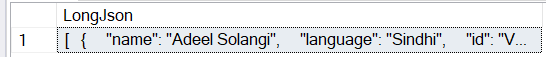 LongJson
1 [ { "name": "Adeel Solangi", "language": "Sindhi", "id": "V...